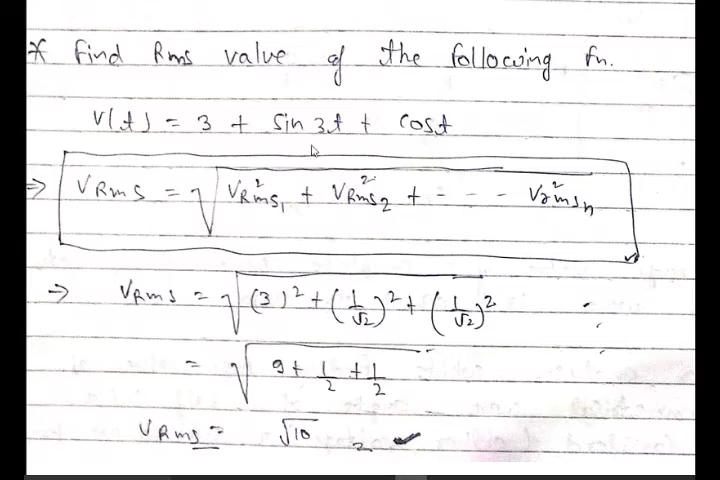 * Find Rms value of the following fn.
V(t) = 3 + sin 3t + cost
⇒ VRMS = √(VRms₁² + VRms₂² + - - - VRmsₙ²)
→ VRMS = √((3)² + (1/√2)² + (1/√2)²)
= √(9 + 1/2 + 1/2)
VRMS = √10